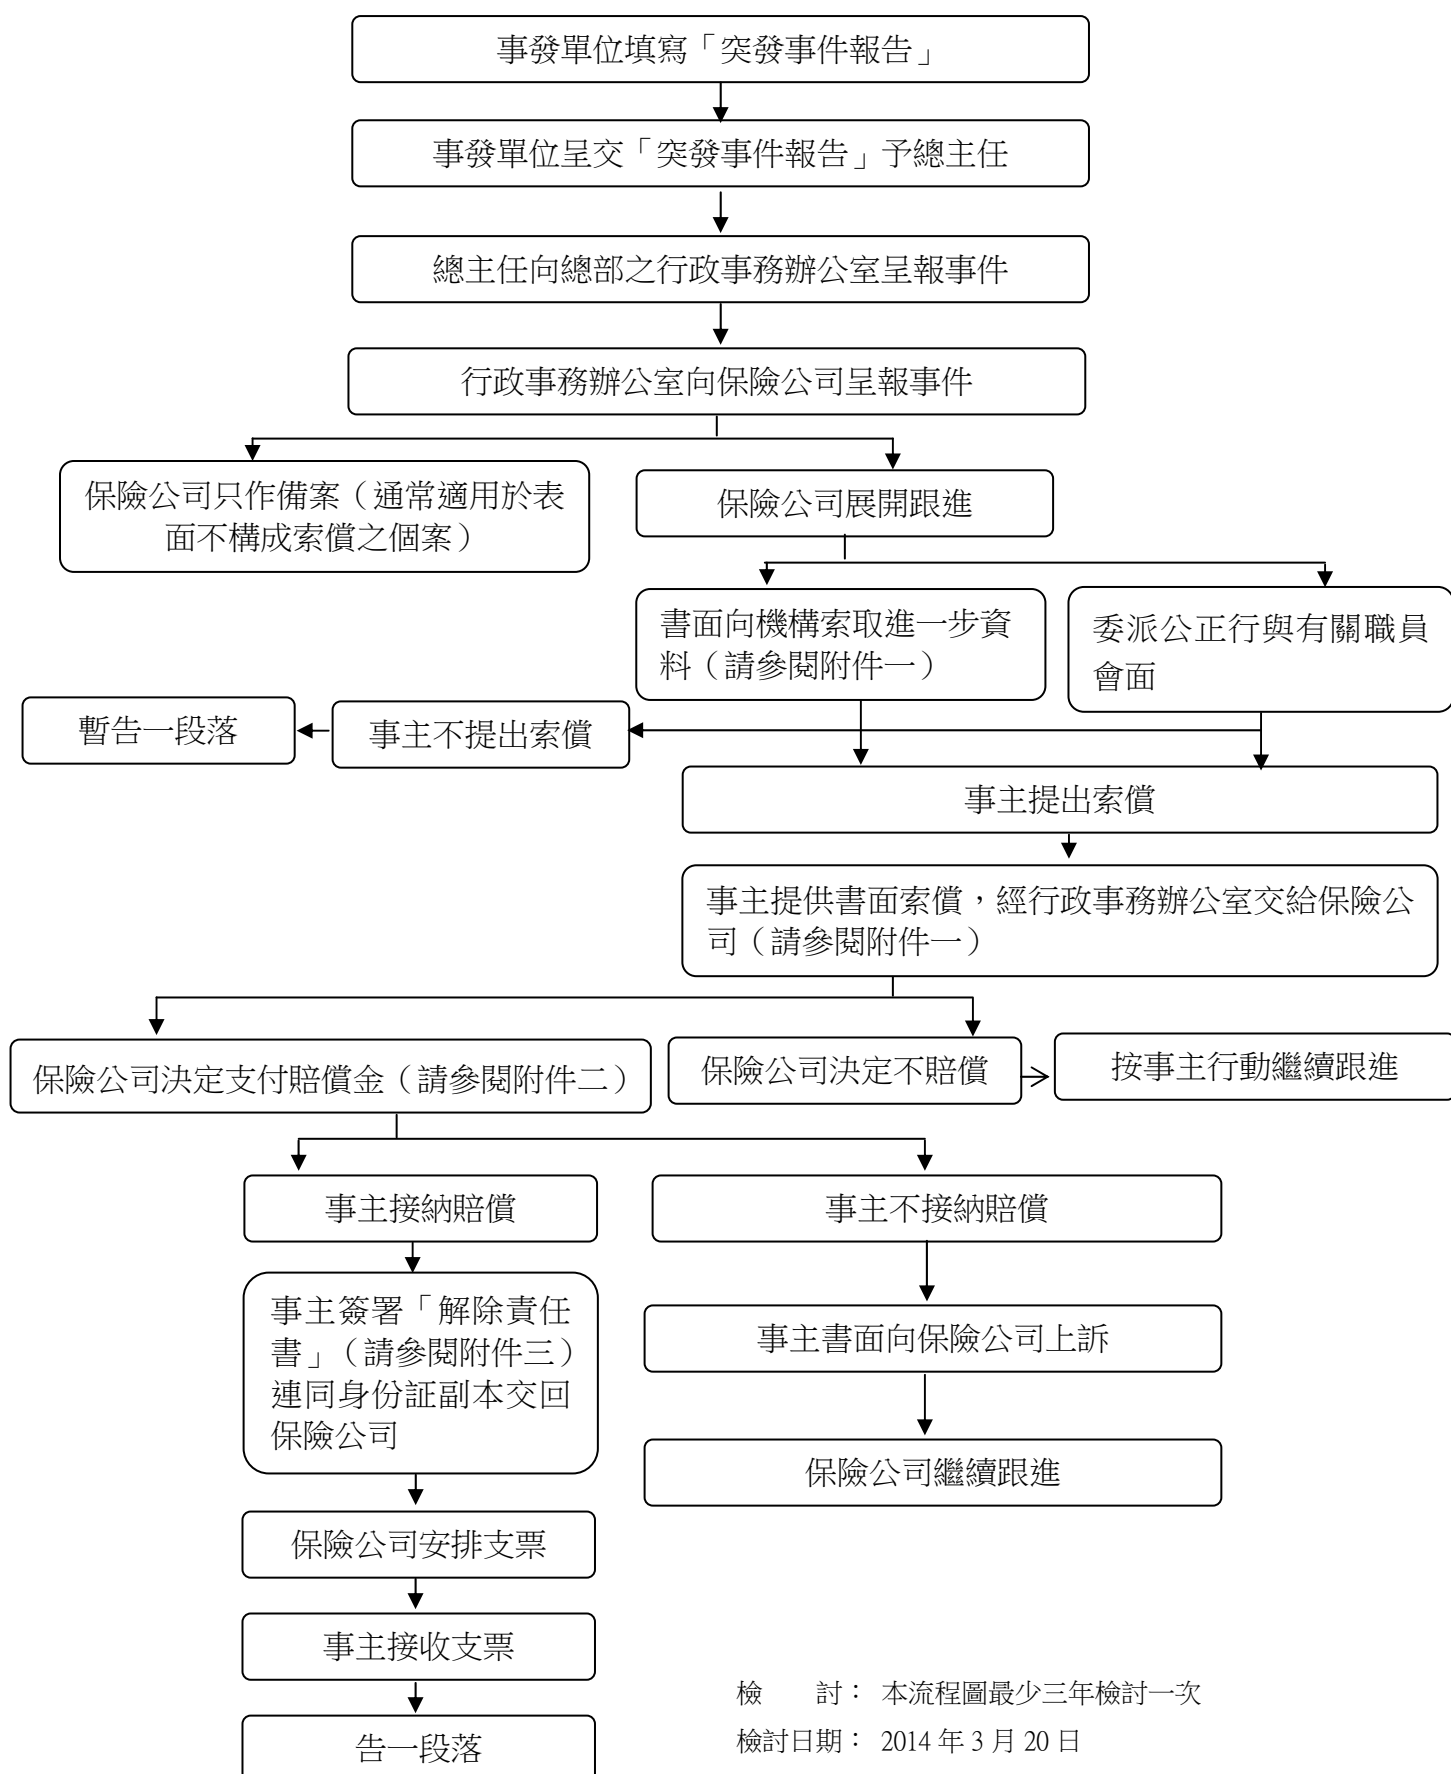 事發單位填寫「突發事件報告」
事發單位呈交「突發事件報告」予總主任
總主任向總部之行政事務辦公室呈報事件
行政事務辦公室向保險公司呈報事件
保險公司只作備案（通常適用於表
面不構成索償之個案）
保險公司展開跟進
書面向機構索取進一步資
料（請參閱附件一）
委派公正行與有關職員
會面
暫告一段落
事主不提出索償
事主提出索償
事主提供書面索償，經行政事務辦公室交給保險公
司（請參閱附件一）
保險公司決定支付賠償金（請參閱附件二）
保險公司決定不賠償
按事主行動繼續跟進
事主接納賠償
事主不接納賠償
事主簽署「解除責任
書」（請參閱附件三）
連同身份証副本交回
保險公司
事主書面向保險公司上訴
保險公司繼續跟進
保險公司安排支票
事主接收支票
告一段落
檢　　討： 本流程圖最少三年檢討一次
檢討日期： 2014 年 3 月 20 日